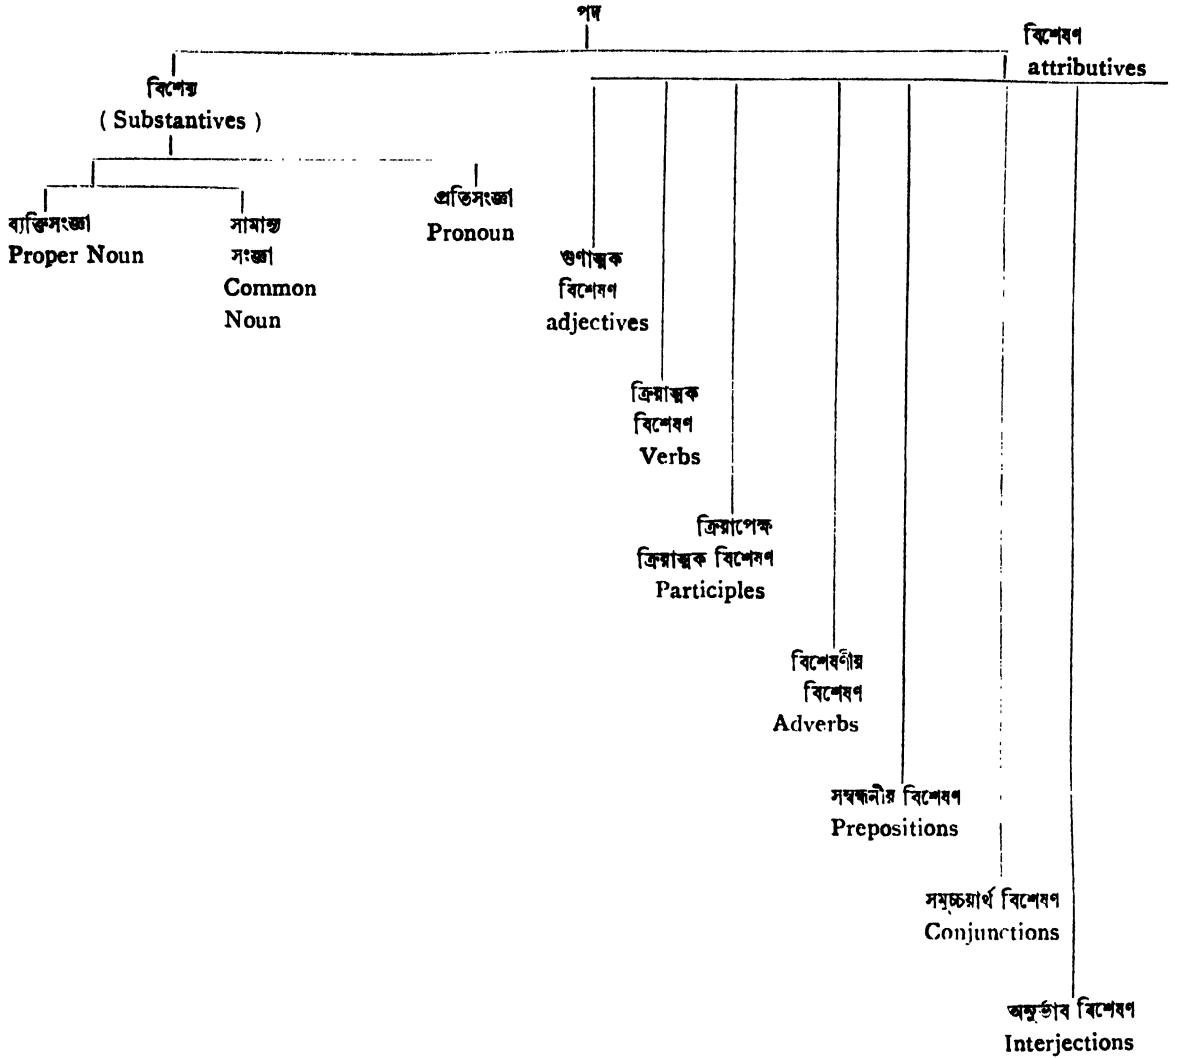 পদ
বিশেষণ
attributives
বিশেষ্য
( Substantives )
ব্যক্তিসংজ্ঞা
Proper Noun
সামান্য
সংজ্ঞা
Common
Noun
প্রতিসংজ্ঞা
Pronoun
গুণাত্মক
বিশেষণ
adjectives
ক্রিয়াত্মক
বিশেষণ
Verbs
ক্রিয়াপেক্ষ
ক্রিয়াত্মক বিশেষণ
Participles
বিশেষণীয়
বিশেষণ
Adverbs
সম্বন্ধনীয় বিশেষণ
Prepositions
সমুচ্চয়ার্থ বিশেষণ
Conjunctions
অন্তর্ভাব বিশেষণ
Interjections